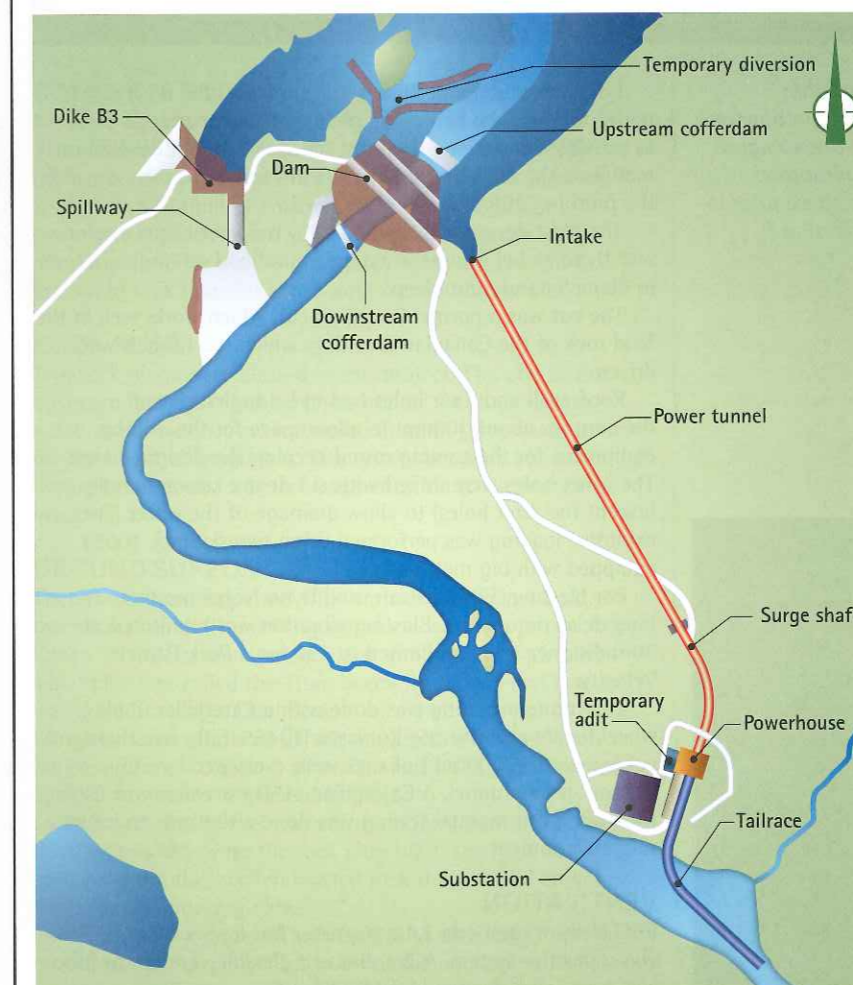 Temporary diversion
Dike B3
Upstream cofferdam
Dam
Spillway
Intake
Downstream
cofferdam
Power tunnel
Surge shaf
Temporary
adit
Powerhouse
Tailrace
Substation